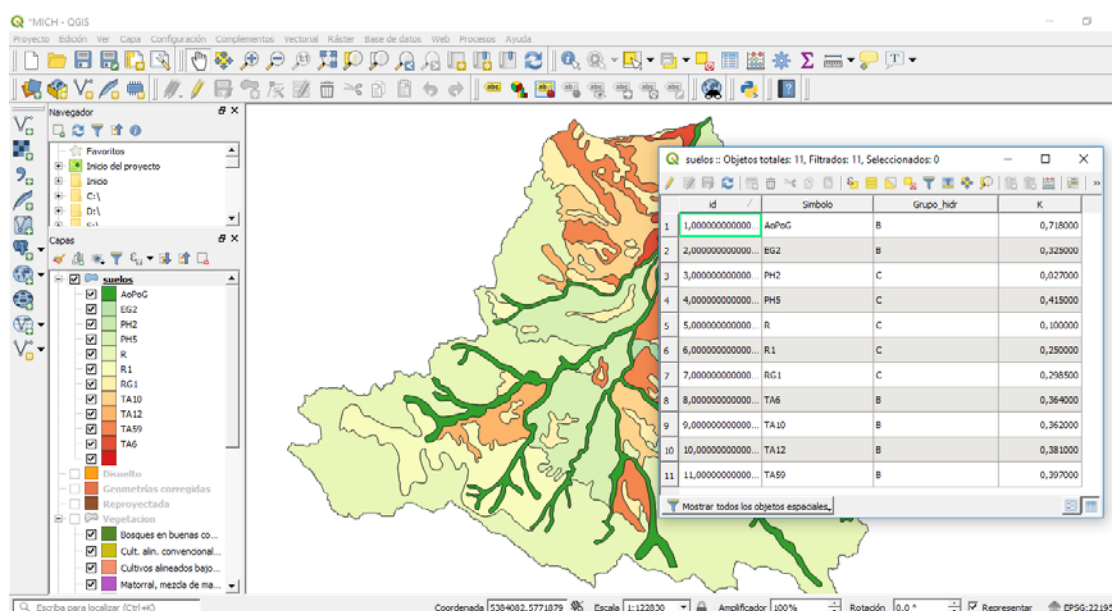 *MICH - QGIS
Proyecto Edición Ver Capa Configuración Complementos Vectorial Ráster Base de datos Web Procesos Ayuda
Navegador
Favoritos
Inicio del proyecto
Inicio
C:\
D:\
Capas
suelos
AoPoG
EG2
PH2
PH5
R
R1
RG1
TA10
TA12
TA59
TA6
Disuelto
Geometrías corregidas
Reproyectada
Vegetacion
Bosques en buenas co...
Cult. alin. convencional...
Cultivos alineados bajo...
Matorral, mezcla de ma...
suelos :: Objetos totales: 11, Filtrados: 11, Seleccionados: 0
id Simbolo Grupo_hidr K
1 1,000000000000... AoPoG B 0,718000
2 2,000000000000... EG2 B 0,325000
3 3,000000000000... PH2 C 0,027000
4 4,000000000000... PH5 C 0,415000
5 5,000000000000... R C 0,100000
6 6,000000000000... R1 C 0,250000
7 7,000000000000... RG1 C 0,298500
8 8,000000000000... TA6 B 0,364000
9 9,000000000000... TA10 B 0,362000
10 10,00000000000... TA12 B 0,381000
11 11,00000000000... TA59 B 0,397000
Mostrar todos los objetos espaciales
Escriba para localizar (Ctrl+K) Coordenada 5384082,5771879 Escala 1:122830 Amplificador 100% Rotación 0,0 ° Representar EPSG:22195